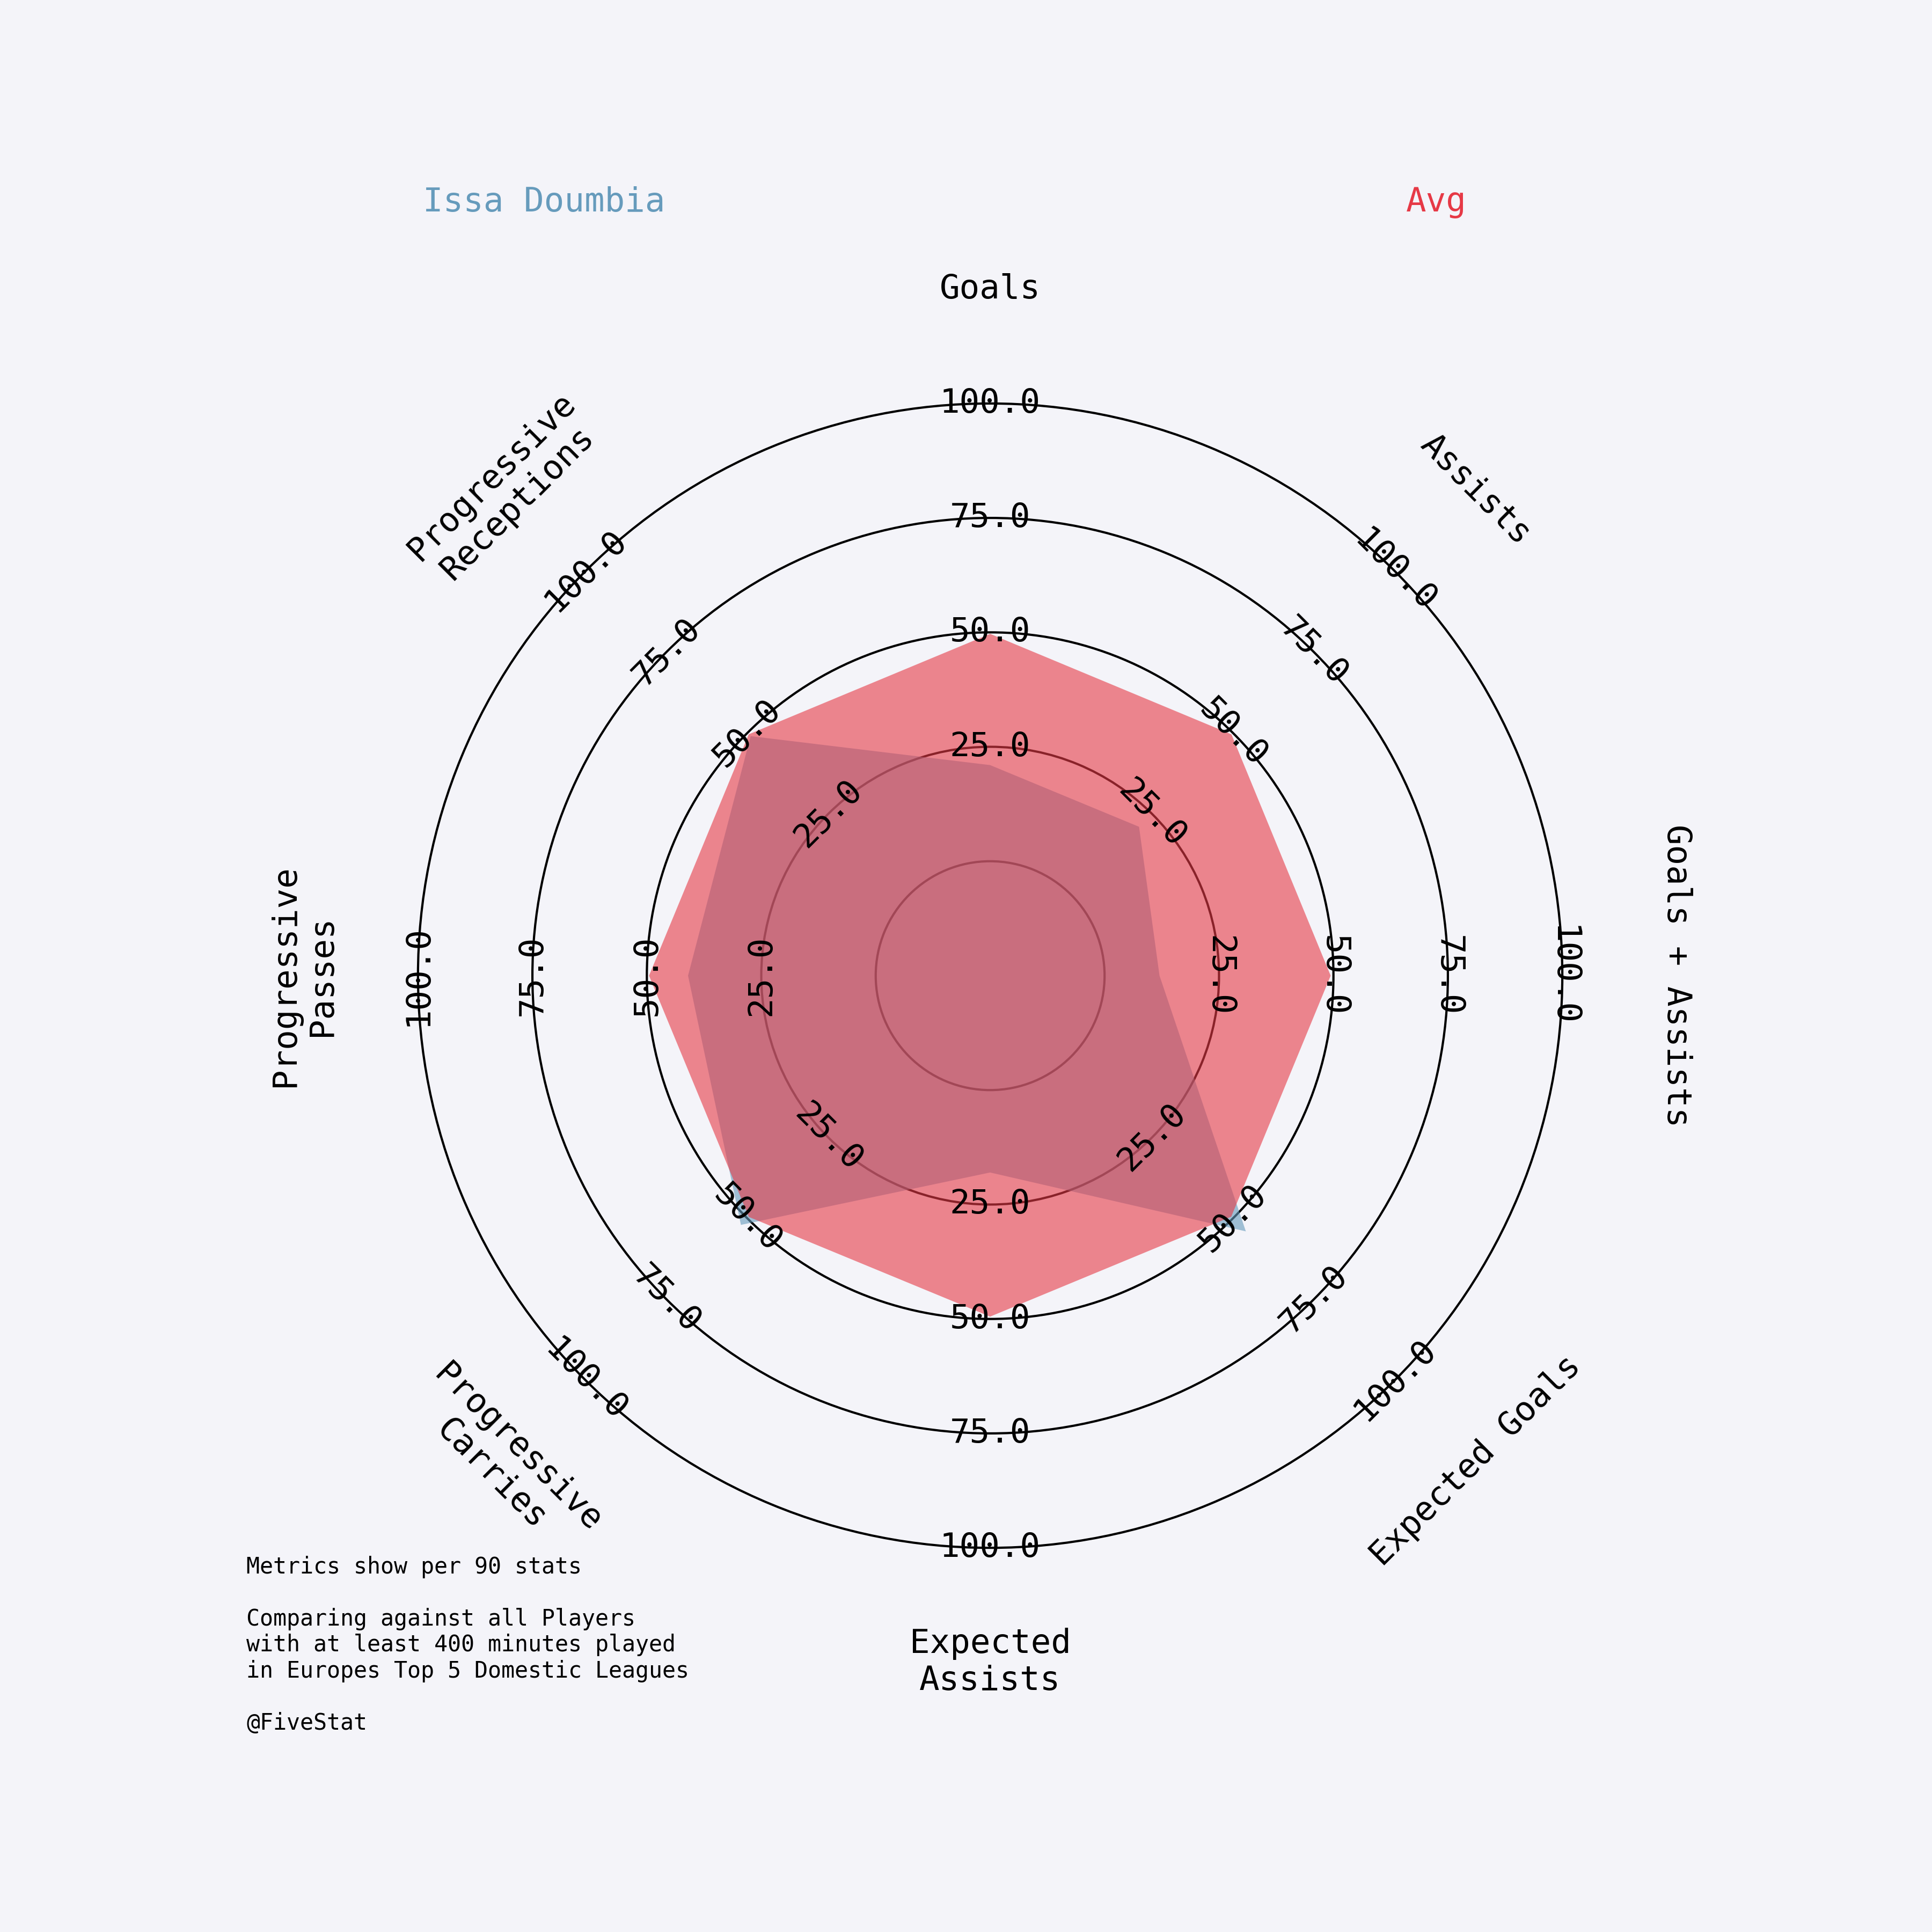 Issa Doumbia
Avg
Goals
Assists
Goals + Assists
Expected Goals
Expected
Assists
Progressive
Carries
Progressive
Passes
Progressive
Receptions
25.0
50.0
75.0
100.0
25.0
50.0
75.0
100.0
25.0
50.0
75.0
100.0
25.0
50.0
75.0
100.0
25.0
50.0
75.0
100.0
25.0
50.0
75.0
100.0
25.0
50.0
75.0
100.0
25.0
50.0
75.0
100.0
Metrics show per 90 stats
Comparing against all Players
with at least 400 minutes played
in Europes Top 5 Domestic Leagues
@FiveStat